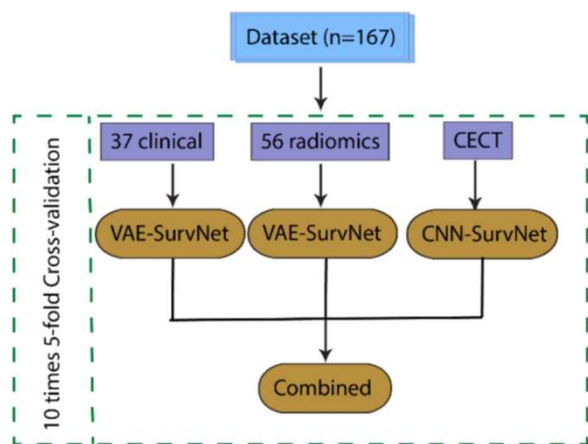 Dataset (n=167)
37 clinical
56 radiomics
CECT
VAE-SurvNet
VAE-SurvNet
CNN-SurvNet
Combined
10 times 5-fold Cross-validation